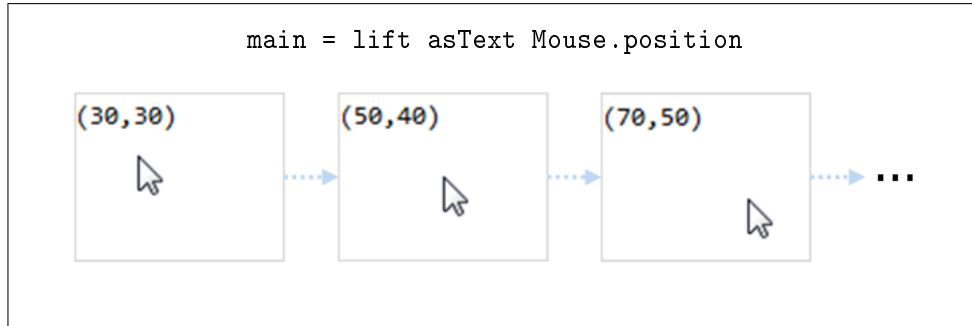 main = lift asText Mouse.position
(30,30) (50,40) (70,50) ...